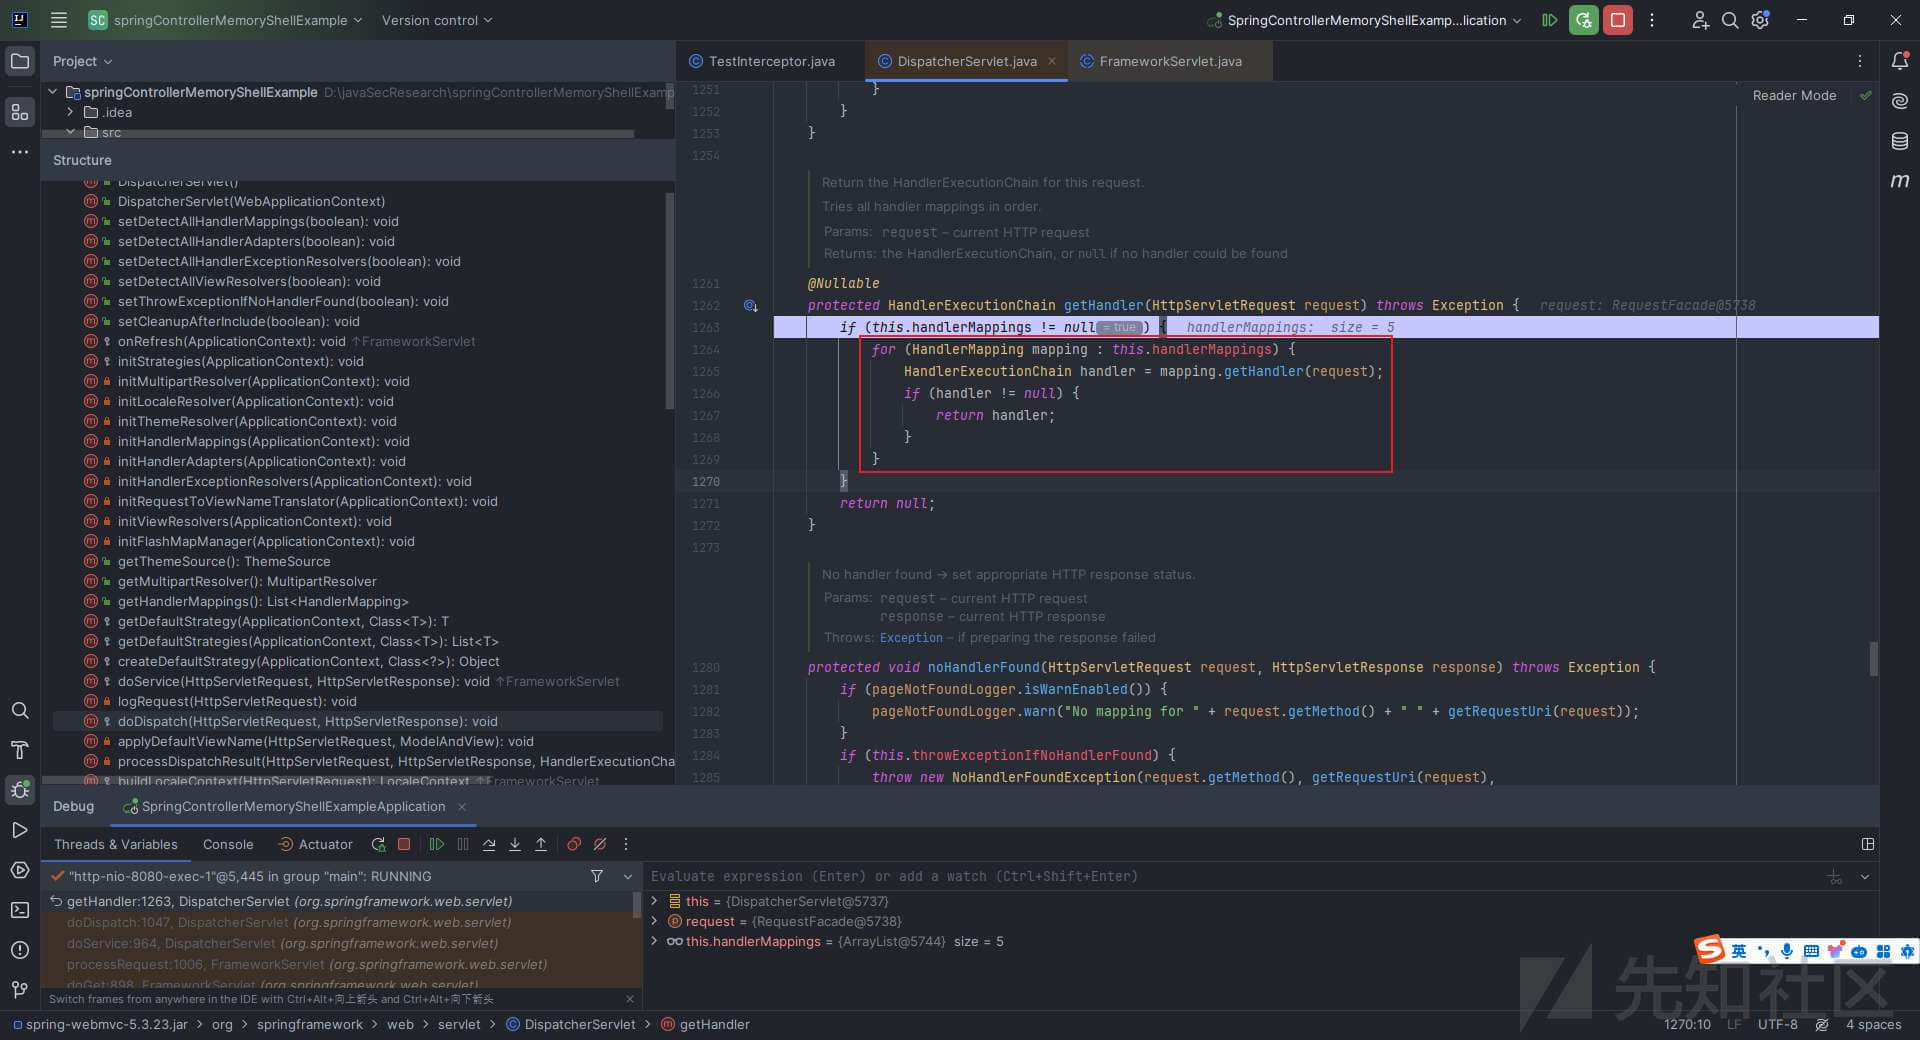 SC springControllerMemoryShellExample Version control SpringControllerMemoryShellExamp...lication
Project
springControllerMemoryShellExample D:\javaSecResearch\springControllerMemoryShellExamp
.idea
src
Structure
DispatcherServlet()
DispatcherServlet(WebApplicationContext)
setDetectAllHandlerMappings(boolean): void
setDetectAllHandlerAdapters(boolean): void
setDetectAllHandlerExceptionResolvers(boolean): void
setDetectAllViewResolvers(boolean): void
setThrowExceptionIfNoHandlerFound(boolean): void
setCleanupAfterInclude(boolean): void
onRefresh(ApplicationContext): void ↑FrameworkServlet
initStrategies(ApplicationContext): void
initMultipartResolver(ApplicationContext): void
initLocaleResolver(ApplicationContext): void
initThemeResolver(ApplicationContext): void
initHandlerMappings(ApplicationContext): void
initHandlerAdapters(ApplicationContext): void
initHandlerExceptionResolvers(ApplicationContext): void
initRequestToViewNameTranslator(ApplicationContext): void
initViewResolvers(ApplicationContext): void
initFlashMapManager(ApplicationContext): void
getThemeSource(): ThemeSource
getMultipartResolver(): MultipartResolver
getHandlerMappings(): List<HandlerMapping>
getDefaultStrategy(ApplicationContext, Class<T>): T
getDefaultStrategies(ApplicationContext, Class<T>): List<T>
createDefaultStrategy(ApplicationContext, Class<?>): Object
doService(HttpServletRequest, HttpServletResponse): void ↑FrameworkServlet
logRequest(HttpServletRequest): void
doDispatch(HttpServletRequest, HttpServletResponse): void
applyDefaultViewName(HttpServletRequest, ModelAndView): void
processDispatchResult(HttpServletRequest, HttpServletResponse, HandlerExecutionCha
buildLocaleContext(HttpServletRequest): LocaleContext ↑FrameworkServlet
TestInterceptor.java DispatcherServlet.java FrameworkServlet.java
Reader Mode
1251 }
1252 }
1253 }
1254
Return the HandlerExecutionChain for this request.
Tries all handler mappings in order.
Params: request – current HTTP request
Returns: the HandlerExecutionChain, or null if no handler could be found
1261 @Nullable
1262 protected HandlerExecutionChain getHandler(HttpServletRequest request) throws Exception { request: RequestFacade@5738
1263 if (this.handlerMappings != null = true ) { handlerMappings: size = 5
1264 for (HandlerMapping mapping : this.handlerMappings) {
1265 HandlerExecutionChain handler = mapping.getHandler(request);
1266 if (handler != null) {
1267 return handler;
1268 }
1269 }
1270 }
1271 return null;
1272 }
1273
No handler found → set appropriate HTTP response status.
Params: request – current HTTP request
response – current HTTP response
Throws: Exception – if preparing the response failed
1280 protected void noHandlerFound(HttpServletRequest request, HttpServletResponse response) throws Exception {
1281 if (pageNotFoundLogger.isWarnEnabled()) {
1282 pageNotFoundLogger.warn("No mapping for " + request.getMethod() + " " + getRequestUri(request));
1283 }
1284 if (this.throwExceptionIfNoHandlerFound) {
1285 throw new NoHandlerFoundException(request.getMethod(), getRequestUri(request),
Debug SpringControllerMemoryShellExampleApplication
Threads & Variables Console Actuator
"http-nio-8080-exec-1"@5,445 in group "main": RUNNING
getHandler:1263, DispatcherServlet (org.springframework.web.servlet)
doDispatch:1047, DispatcherServlet (org.springframework.web.servlet)
doService:964, DispatcherServlet (org.springframework.web.servlet)
processRequest:1006, FrameworkServlet (org.springframework.web.servlet)
doGet:898, FrameworkServlet (org.springframework.web.servlet)
Switch frames from anywhere in the IDE with Ctrl+Alt+向上箭头 and Ctrl+Alt+向下箭头
Evaluate expression (Enter) or add a watch (Ctrl+Shift+Enter)
this = {DispatcherServlet@5737}
request = {RequestFacade@5738}
this.handlerMappings = {ArrayList@5744} size = 5
英
先知社区
spring-webmvc-5.3.23.jar > org > springframework > web > servlet > DispatcherServlet > getHandler
1270:10 LF UTF-8 4 spaces